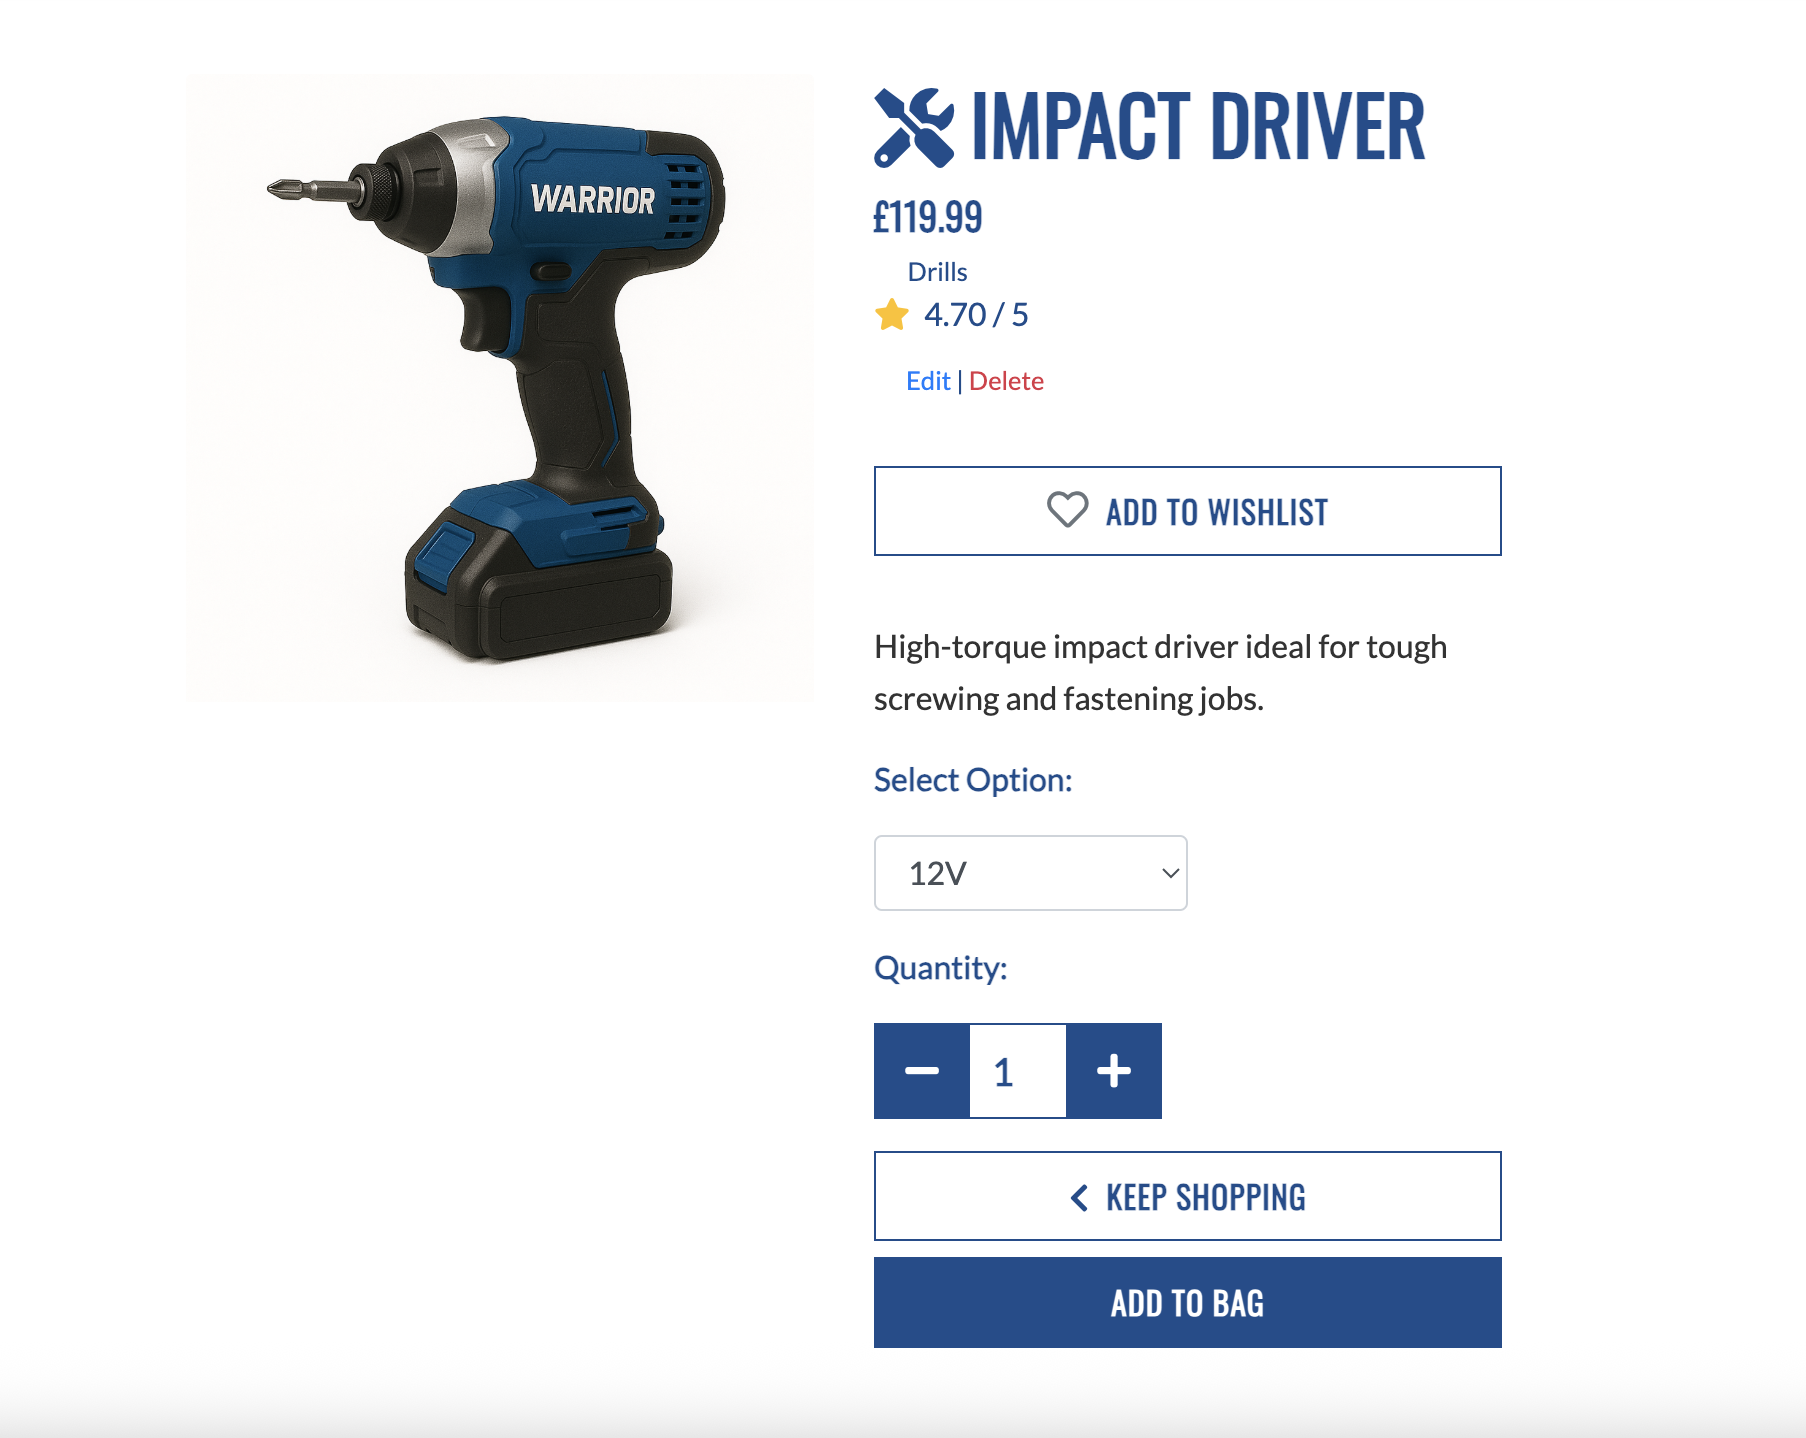 WARRIOR
IMPACT DRIVER
£119.99
Drills
4.70 / 5
Edit | Delete
ADD TO WISHLIST
High-torque impact driver ideal for tough
screwing and fastening jobs.
Select Option:
12V
Quantity:
1
KEEP SHOPPING
ADD TO BAG